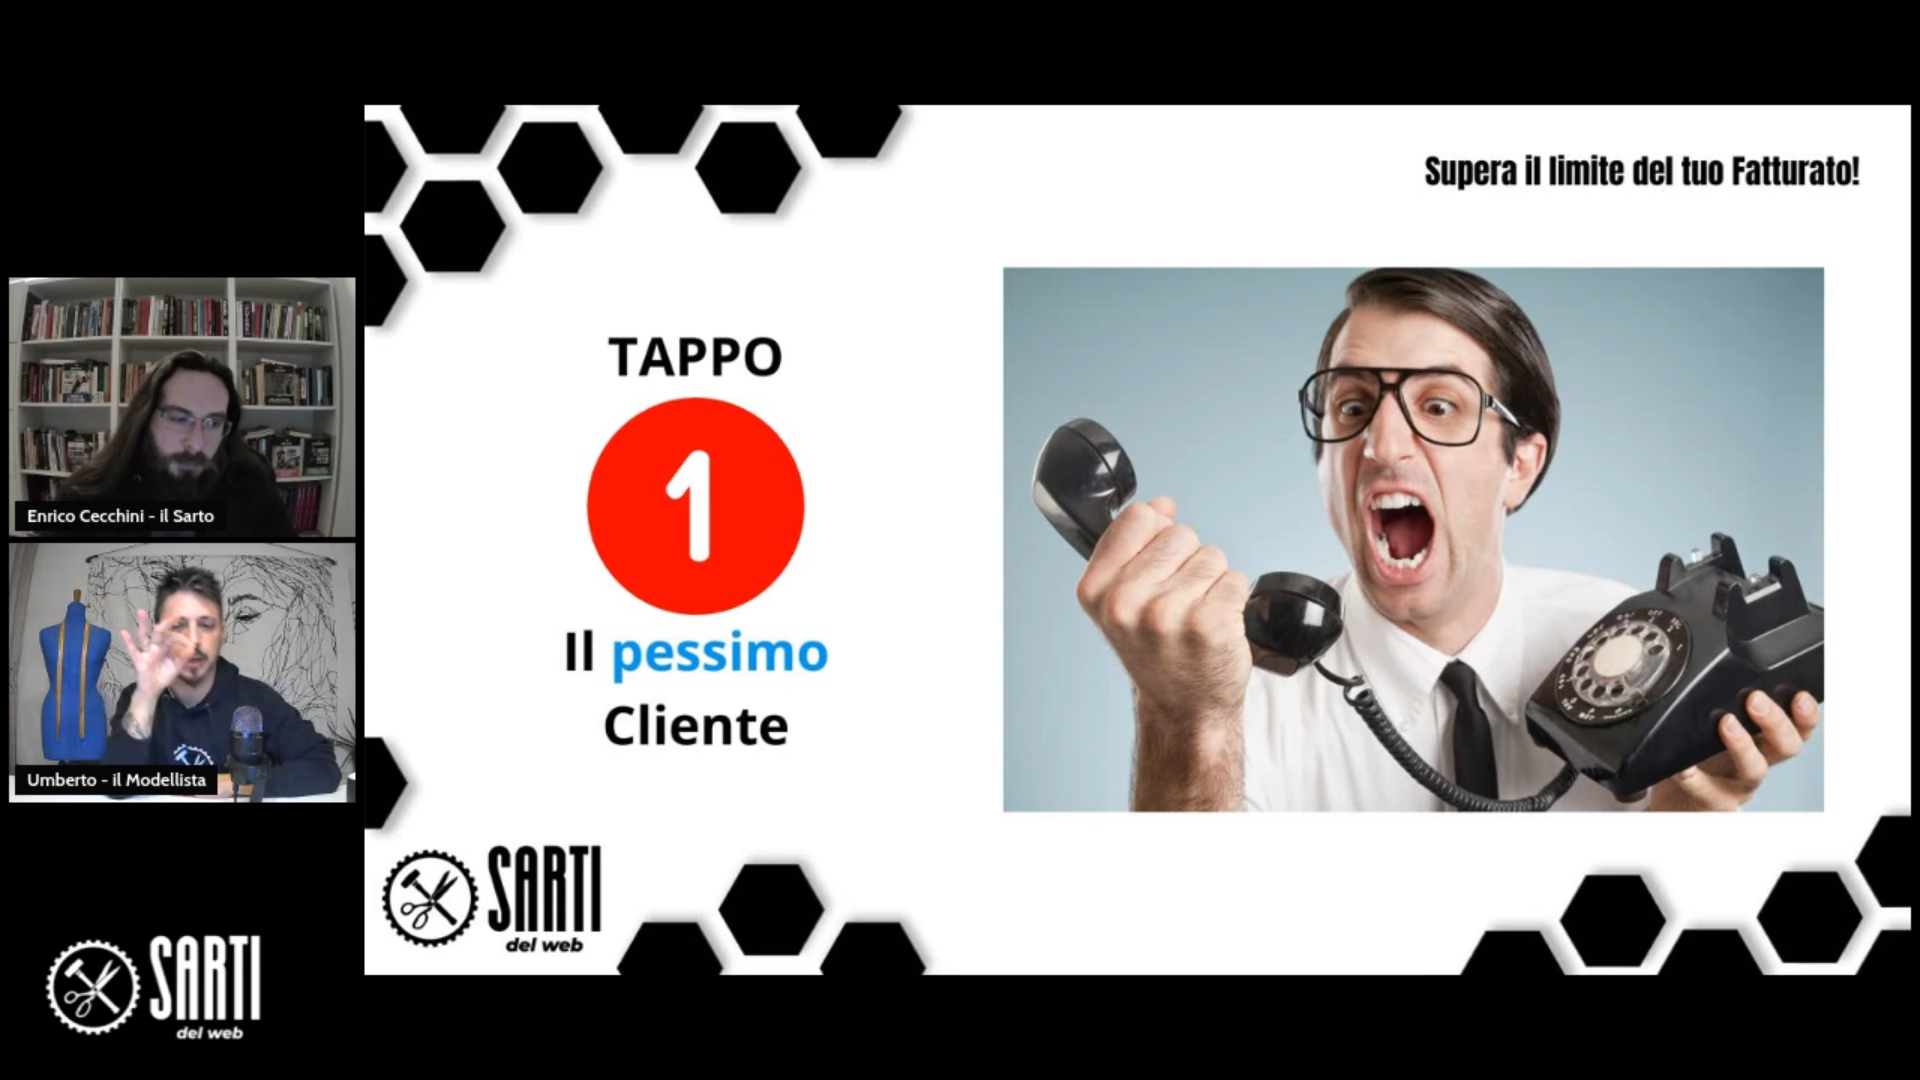 Supera il limite del tuo Fatturato!
TAPPO
1
Il pessimo
Cliente
Enrico Cecchini - il Sarto
Umberto - il Modellista
SARTI
del web
SARTI
del web